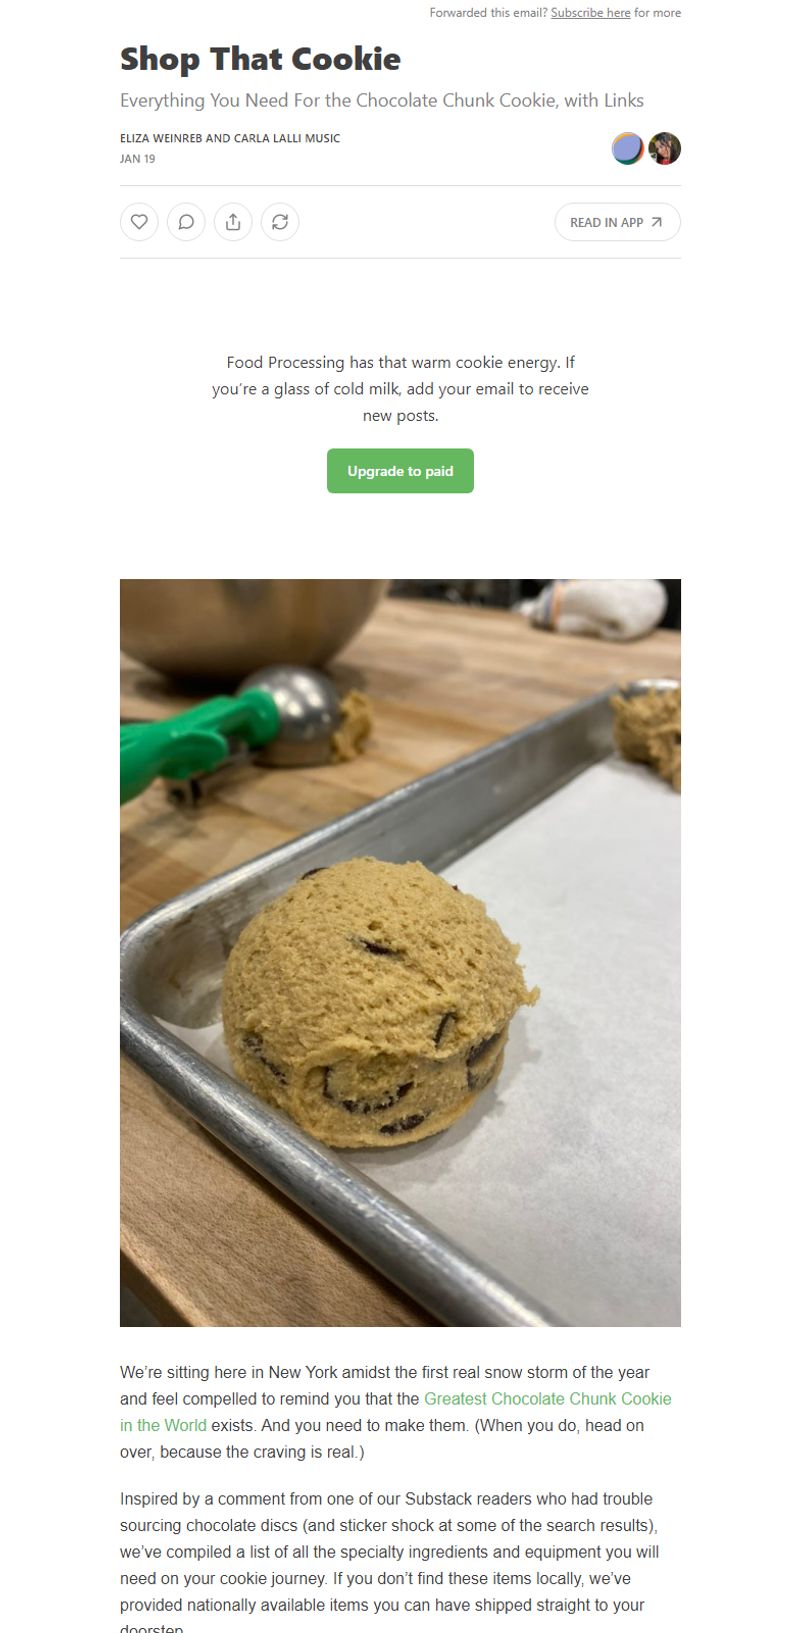 Forwarded this email? Subscribe here for more
Shop That Cookie
Everything You Need For the Chocolate Chunk Cookie, with Links
ELIZA WEINREB AND CARLA LALLI MUSIC
JAN 19
READ IN APP
Food Processing has that warm cookie energy. If
you're a glass of cold milk, add your email to receive
new posts.
Upgrade to paid
We’re sitting here in New York amidst the first real snow storm of the year
and feel compelled to remind you that the Greatest Chocolate Chunk Cookie
in the World exists. And you need to make them. (When you do, head on
over, because the craving is real.)
Inspired by a comment from one of our Substack readers who had trouble
sourcing chocolate discs (and sticker shock at some of the search results),
we’ve compiled a list of all the specialty ingredients and equipment you will
need on your cookie journey. If you don’t find these items locally, we’ve
provided nationally available items you can have shipped straight to your
doorstep